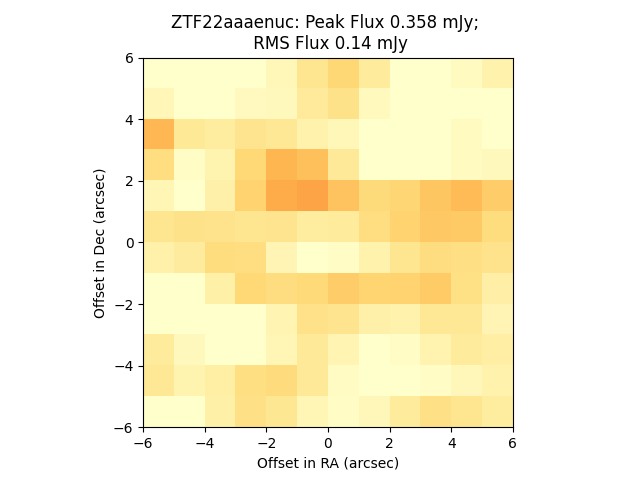 ZTF22aaaenuc: Peak Flux 0.358 mJy;
RMS Flux 0.14 mJy
6
4
2
0
−2
−4
−6
Offset in Dec (arcsec)
−6 −4 −2 0 2 4 6
Offset in RA (arcsec)